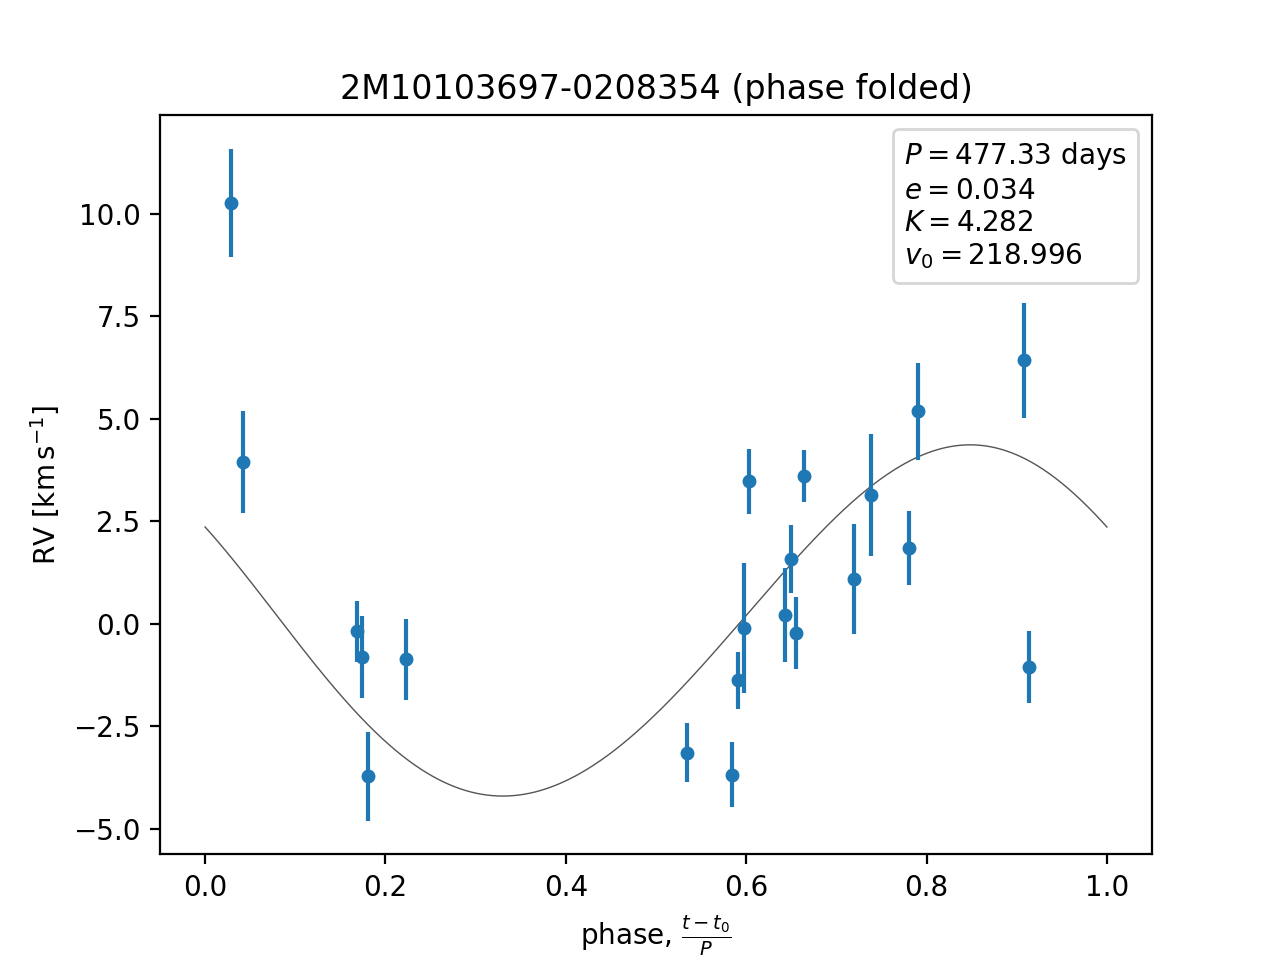 2M10103697-0208354 (phase folded)
P = 477.33 days
e = 0.034
K = 4.282
v₀ = 218.996
10.0
7.5
5.0
2.5
0.0
−2.5
−5.0
RV [km s⁻¹]
0.0 0.2 0.4 0.6 0.8 1.0
phase, (t − t₀)/P